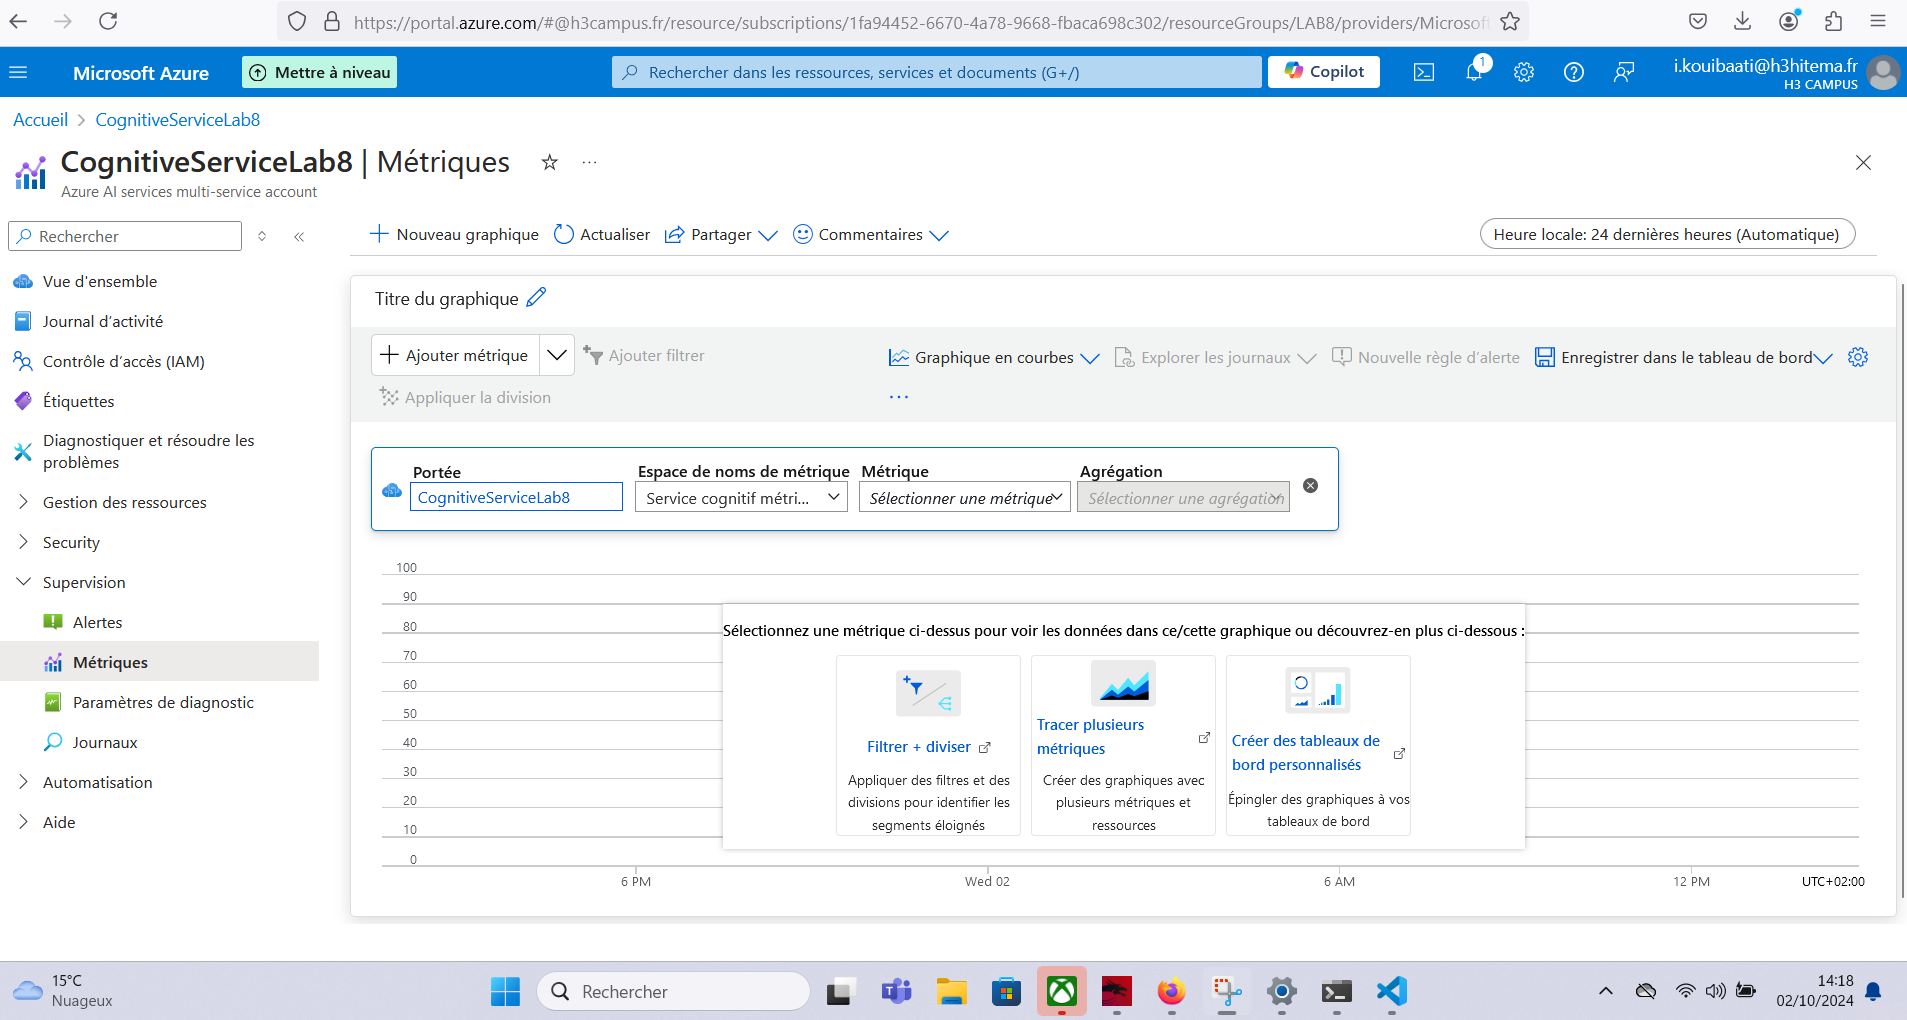 https://portal.azure.com/#@h3campus.fr/resource/subscriptions/1fa94452-6670-4a78-9668-fbaca698c302/resourceGroups/LAB8/providers/Microsoft
Microsoft Azure
Mettre à niveau
Rechercher dans les ressources, services et documents (G+/)
Copilot
1
i.kouibaati@h3hitema.fr
H3 CAMPUS
Accueil > CognitiveServiceLab8
CognitiveServiceLab8 | Métriques
Azure AI services multi-service account
Rechercher
Vue d'ensemble
Journal d’activité
Contrôle d’accès (IAM)
Étiquettes
Diagnostiquer et résoudre les
problèmes
Gestion des ressources
Security
Supervision
Alertes
Métriques
Paramètres de diagnostic
Journaux
Automatisation
Aide
Nouveau graphique
Actualiser
Partager
Commentaires
Heure locale: 24 dernières heures (Automatique)
Titre du graphique
Ajouter métrique
Ajouter filtrer
Appliquer la division
Graphique en courbes
Explorer les journaux
Nouvelle règle d’alerte
Enregistrer dans le tableau de bord
Portée
CognitiveServiceLab8
Espace de noms de métrique
Service cognitif métri...
Métrique
Sélectionner une métrique
Agrégation
Sélectionner une agrégation
100
90
80
70
60
50
40
30
20
10
0
Sélectionnez une métrique ci-dessus pour voir les données dans ce/cette graphique ou découvrez-en plus ci-dessous :
Filtrer + diviser
Appliquer des filtres et des
divisions pour identifier les
segments éloignés
Tracer plusieurs
métriques
Créer des graphiques avec
plusieurs métriques et
ressources
Créer des tableaux de
bord personnalisés
Épingler des graphiques à vos
tableaux de bord
6 PM
Wed 02
6 AM
12 PM
UTC+02:00
15°C
Nuageux
Rechercher
14:18
02/10/2024